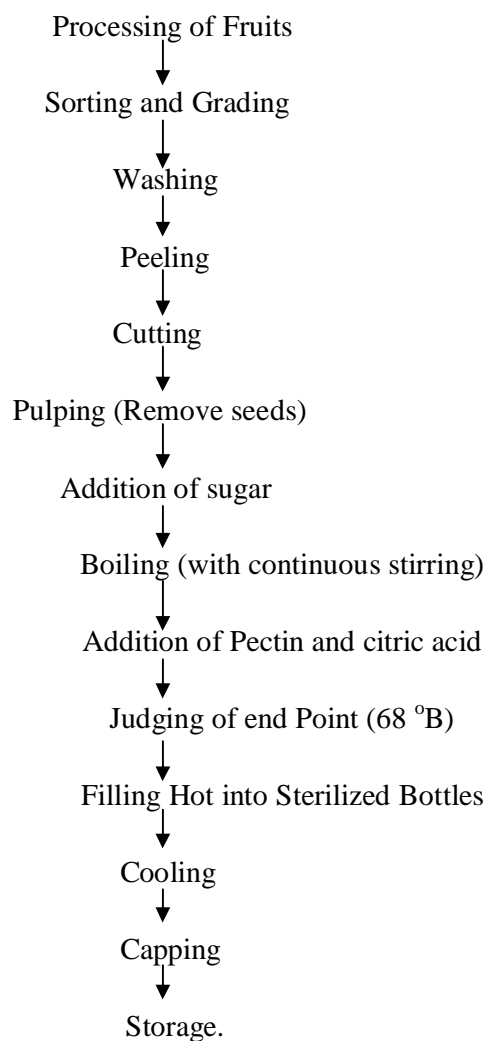 Processing of Fruits
Sorting and Grading
Washing
Peeling
Cutting
Pulping (Remove seeds)
Addition of sugar
Boiling (with continuous stirring)
Addition of Pectin and citric acid
Judging of end Point (68 °B)
Filling Hot into Sterilized Bottles
Cooling
Capping
Storage.